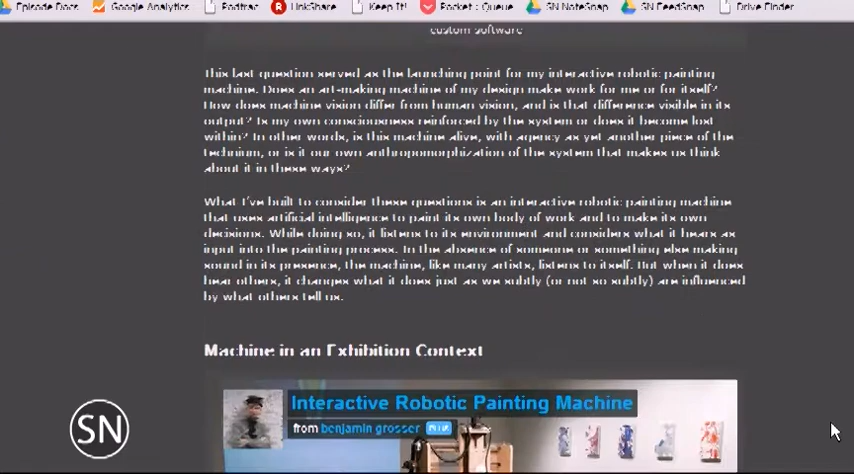 Episode Docs Google Analytics Podtrac LinkShare Keep It! Pocket : Queue SN NoteSnap SN FeedSnap Drive Finder
custom software
This last question served as the launching point for my interactive robotic painting
machine. Does an art-making machine of my design make work for me or for itself?
How does machine vision differ from human vision, and is that difference visible in its
output? Is my own consciousness reinforced by the system or does it become lost
within? In other words, is this machine alive, with agency as yet another piece of the
technium, or is it our own anthropomorphization of the system that makes us think
about it in these ways?
What I've built to consider these questions is an interactive robotic painting machine
that uses artificial intelligence to paint its own body of work and to make its own
decisions. While doing so, it listens to its environment and considers what it hears as
input into the painting process. In the absence of someone or something else making
sound in its presence, the machine, like many artists, listens to itself. But when it does
hear others, it changes what it does just as we subtly (or not so subtly) are influenced
by what others tell us.
Machine in an Exhibition Context
Interactive Robotic Painting Machine
from benjamin grosser PLUS
SN